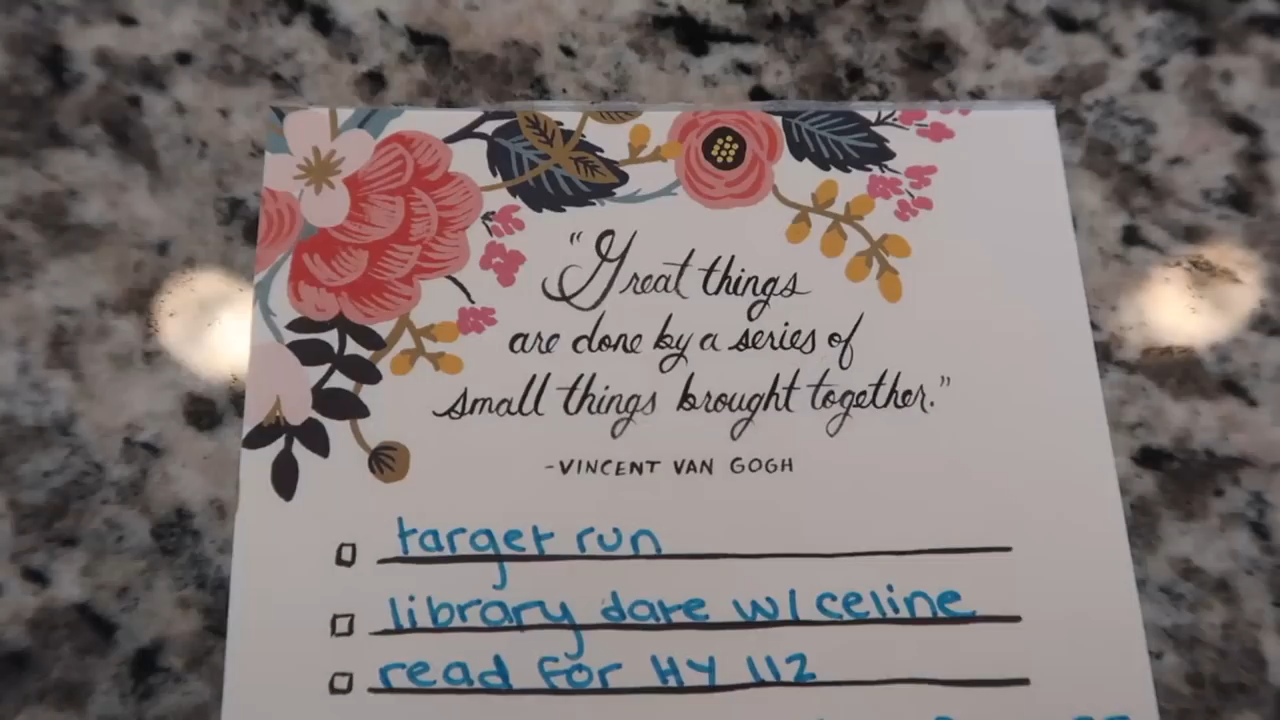 "Great things
are done by a series of
small things brought together."
-VINCENT VAN GOGH
target run
library date w/ celine
read for HY 112